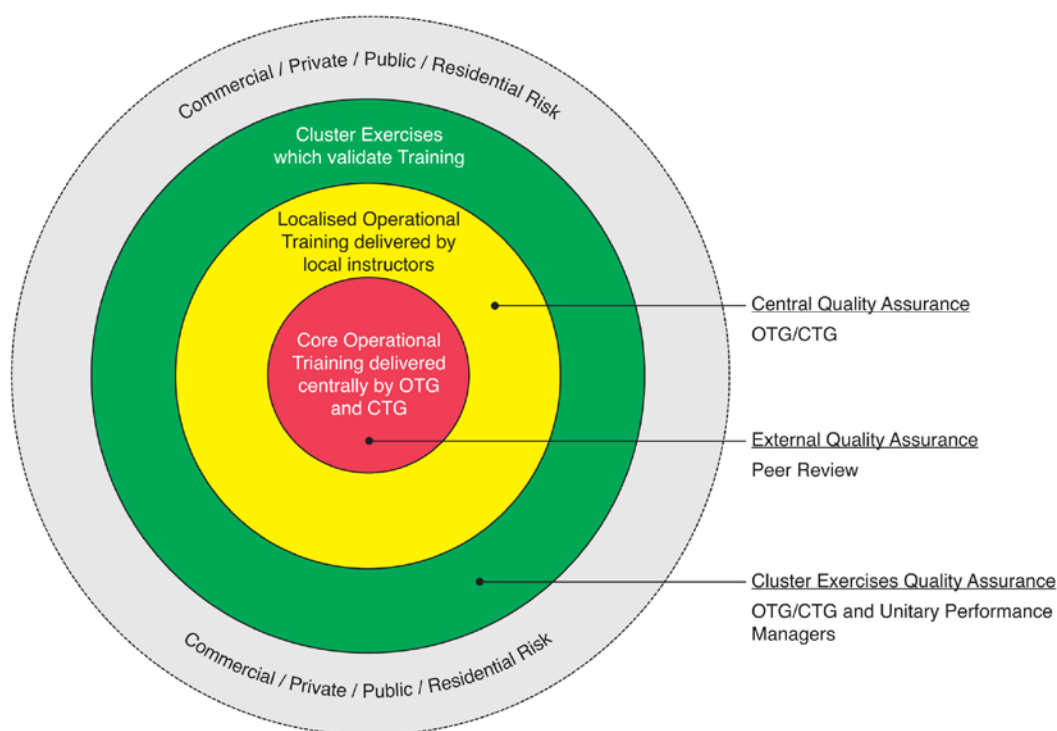 Commercial / Private / Public / Residential Risk
Cluster Exercises
which validate Training
Localised Operational
Training delivered by
local instructors
Core Operational
Triaining delivered
centrally by OTG
and CTG
Commercial / Private / Public / Residential Risk
Central Quality Assurance
OTG/CTG
External Quality Assurance
Peer Review
Cluster Exercises Quality Assurance
OTG/CTG and Unitary Performance
Managers